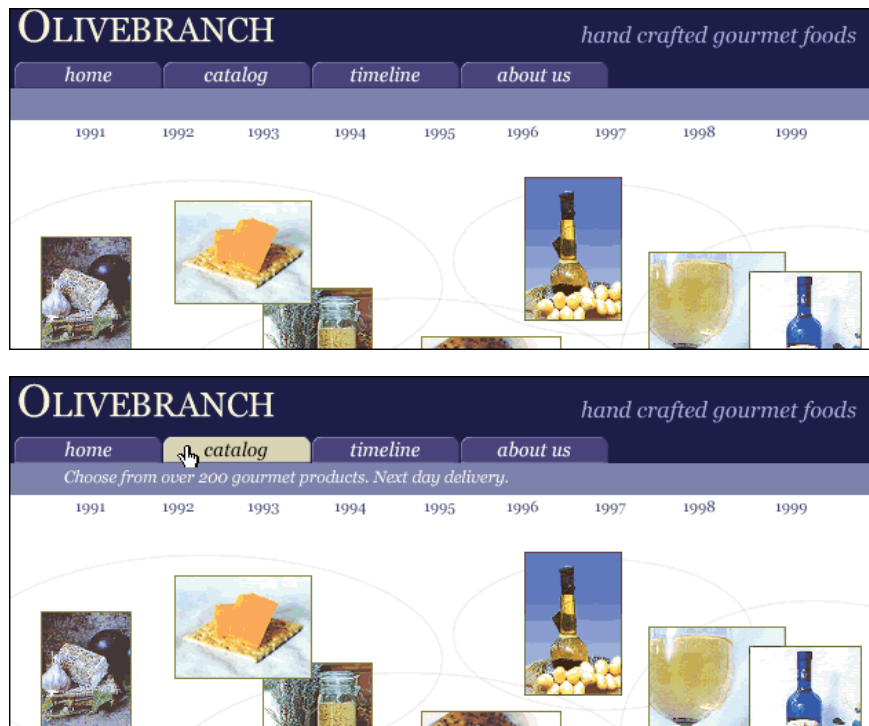 OLIVEBRANCH
hand crafted gourmet foods
home catalog timeline about us
1991 1992 1993 1994 1995 1996 1997 1998 1999
OLIVEBRANCH
hand crafted gourmet foods
home catalog timeline about us
Choose from over 200 gourmet products. Next day delivery.
1991 1992 1993 1994 1995 1996 1997 1998 1999